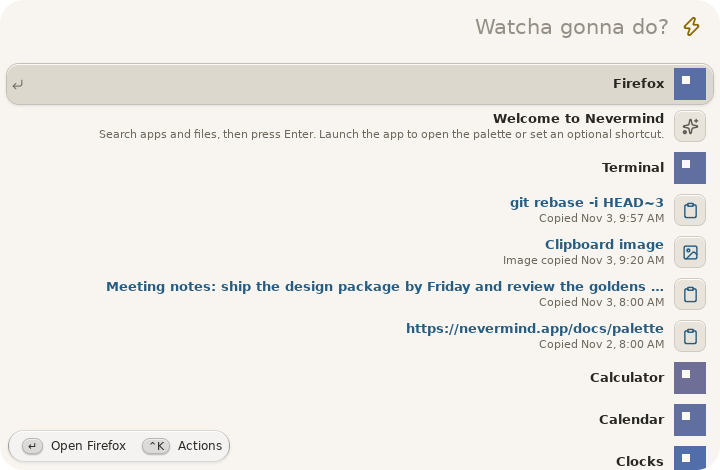 Watcha gonna do?
Firefox
Welcome to Nevermind
Search apps and files, then press Enter. Launch the app to open the palette or set an optional shortcut.
Terminal
git rebase -i HEAD~3
Copied Nov 3, 9:57 AM
Clipboard image
Image copied Nov 3, 9:20 AM
Meeting notes: ship the design package by Friday and review the goldens ...
Copied Nov 3, 8:00 AM
https://nevermind.app/docs/palette
Copied Nov 2, 8:00 AM
Calculator
Calendar
Clocks
↵ Open Firefox ^K Actions